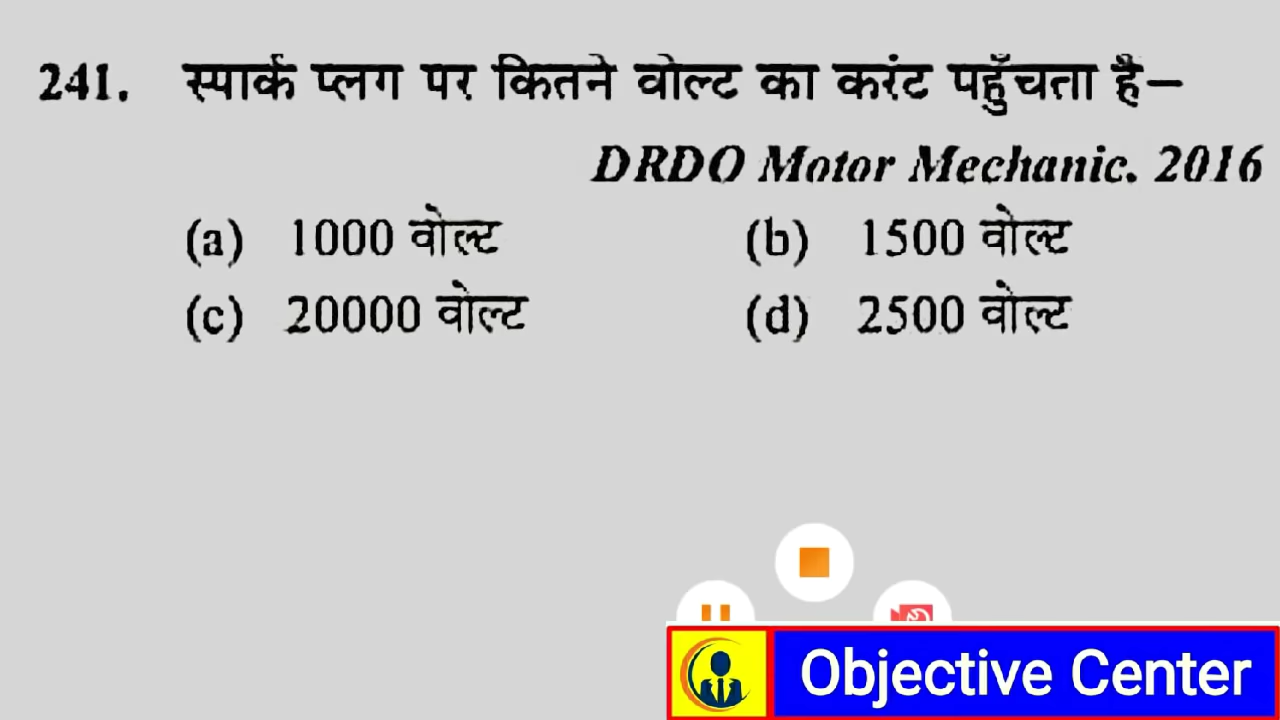 241. स्पार्क प्लग पर कितने वोल्ट का करंट पहुँचता है–
DRDO Motor Mechanic. 2016
(a) 1000 वोल्ट (b) 1500 वोल्ट
(c) 20000 वोल्ट (d) 2500 वोल्ट
Objective Center